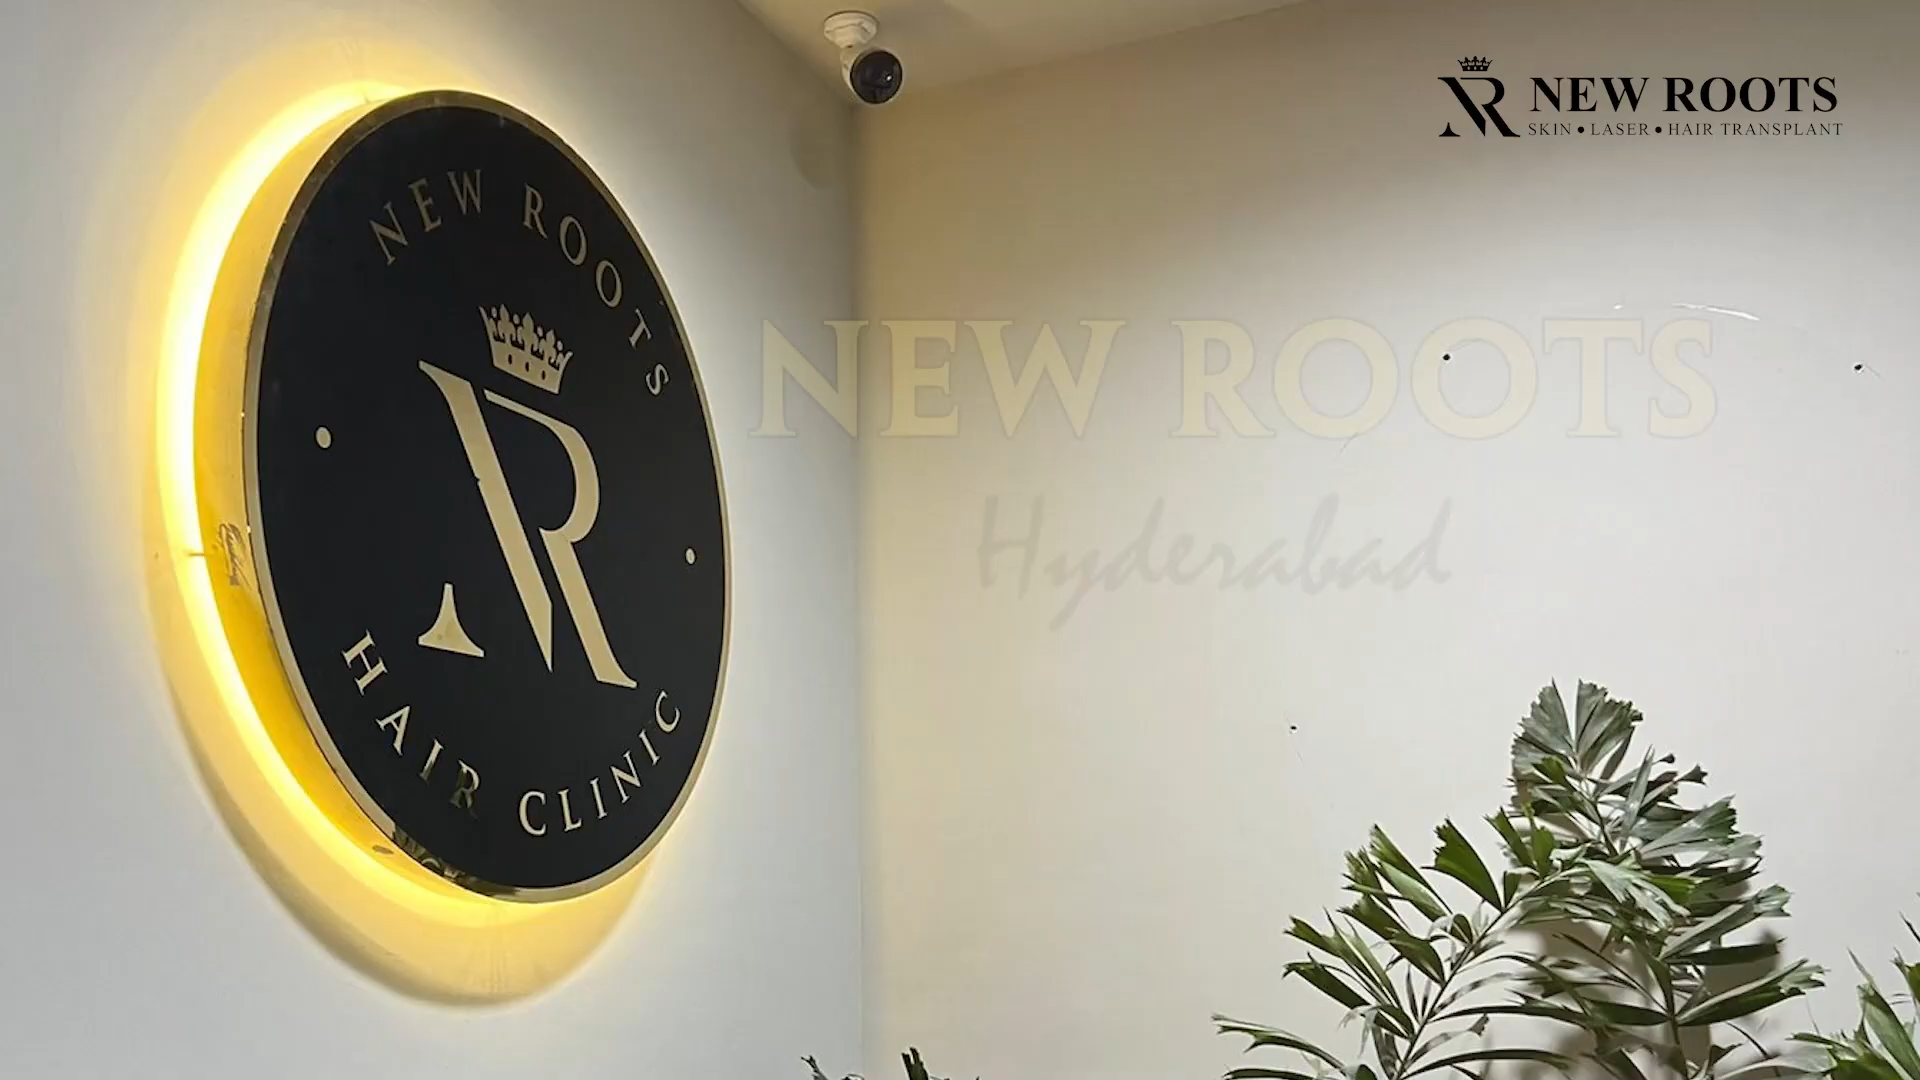 NEW ROOTS
HAIR CLINIC
NEW ROOTS
SKIN • LASER • HAIR TRANSPLANT
NEW ROOTS
Hyderabad